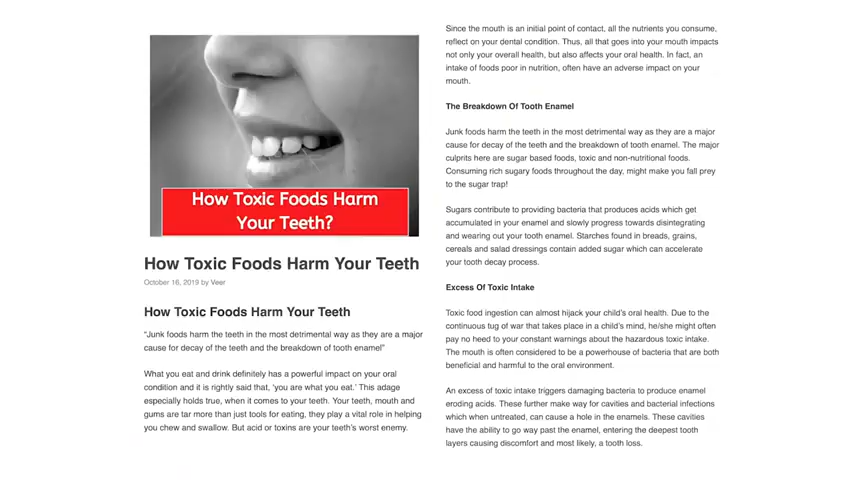 How Toxic Foods Harm
Your Teeth?
How Toxic Foods Harm Your Teeth
October 16, 2019 by Veer
How Toxic Foods Harm Your Teeth
“Junk foods harm the teeth in the most detrimental way as they are a major
cause for decay of the teeth and the breakdown of tooth enamel”
What you eat and drink definitely has a powerful impact on your oral
condition and it is rightly said that, ‘you are what you eat.’ This adage
especially holds true, when it comes to your teeth. Your teeth, mouth and
gums are tar more than just tools for eating, they play a vital role in helping
you chew and swallow. But acid or toxins are your teeth’s worst enemy.
Since the mouth is an initial point of contact, all the nutrients you consume,
reflect on your dental condition. Thus, all that goes into your mouth impacts
not only your overall health, but also affects your oral health. In fact, an
intake of foods poor in nutrition, often have an adverse impact on your
mouth.
The Breakdown Of Tooth Enamel
Junk foods harm the teeth in the most detrimental way as they are a major
cause for decay of the teeth and the breakdown of tooth enamel. The major
culprits here are sugar based foods, toxic and non-nutritional foods.
Consuming rich sugary foods throughout the day, might make you fall prey
to the sugar trap!
Sugars contribute to providing bacteria that produces acids which get
accumulated in your enamel and slowly progress towards disintegrating
and wearing out your tooth enamel. Starches found in breads, grains,
cereals and salad dressings contain added sugar which can accelerate
your tooth decay process.
Excess Of Toxic Intake
Toxic food ingestion can almost hijack your child’s oral health. Due to the
continuous tug of war that takes place in a child’s mind, he/she might often
pay no need to your constant warnings about the hazardous toxic intake.
The mouth is often considered to be a powerhouse of bacteria that are both
beneficial and harmful to the oral environment.
An excess of toxic intake triggers damaging bacteria to produce enamel
eroding acids. These further make way for cavities and bacterial infections
which when untreated, can cause a hole in the enamels. These cavities
have the ability to go way past the enamel, entering the deepest tooth
layers causing discomfort and most likely, a tooth loss.